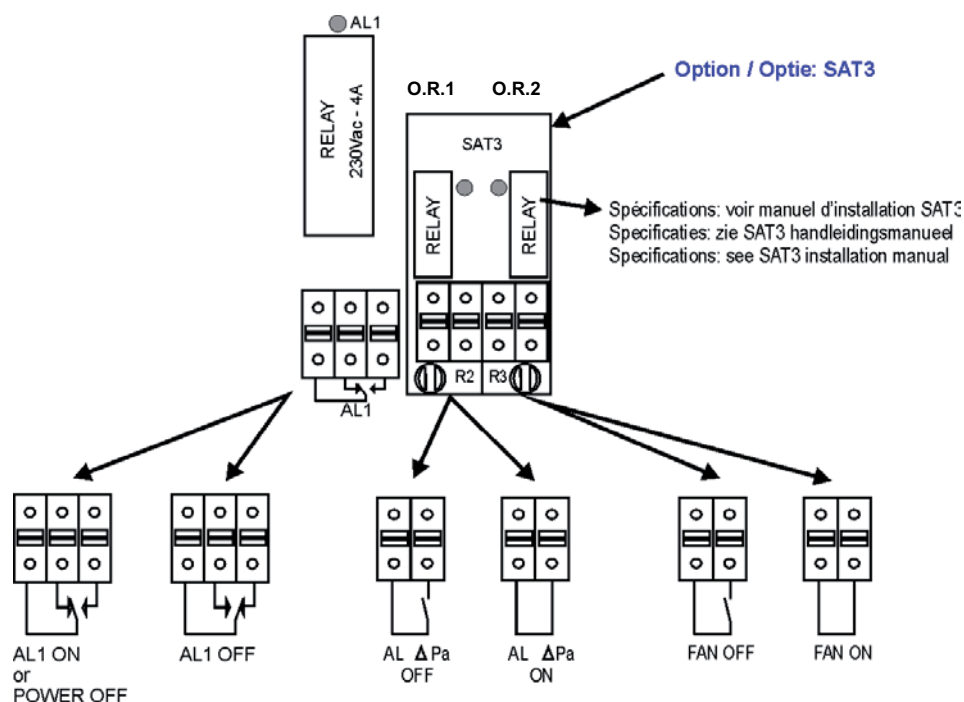 AL1
RELAY
230Vac - 4A
O.R.1 O.R.2
Option / Optie: SAT3
SAT3
RELAY RELAY
Spécifications: voir manuel d'installation SAT3
Specificaties: zie SAT3 handleidingsmanueel
Specifications: see SAT3 installation manual
R2 R3
AL1
AL1 ON
or
POWER OFF
AL1 OFF
AL ΔPa
OFF
AL ΔPa
ON
FAN OFF
FAN ON